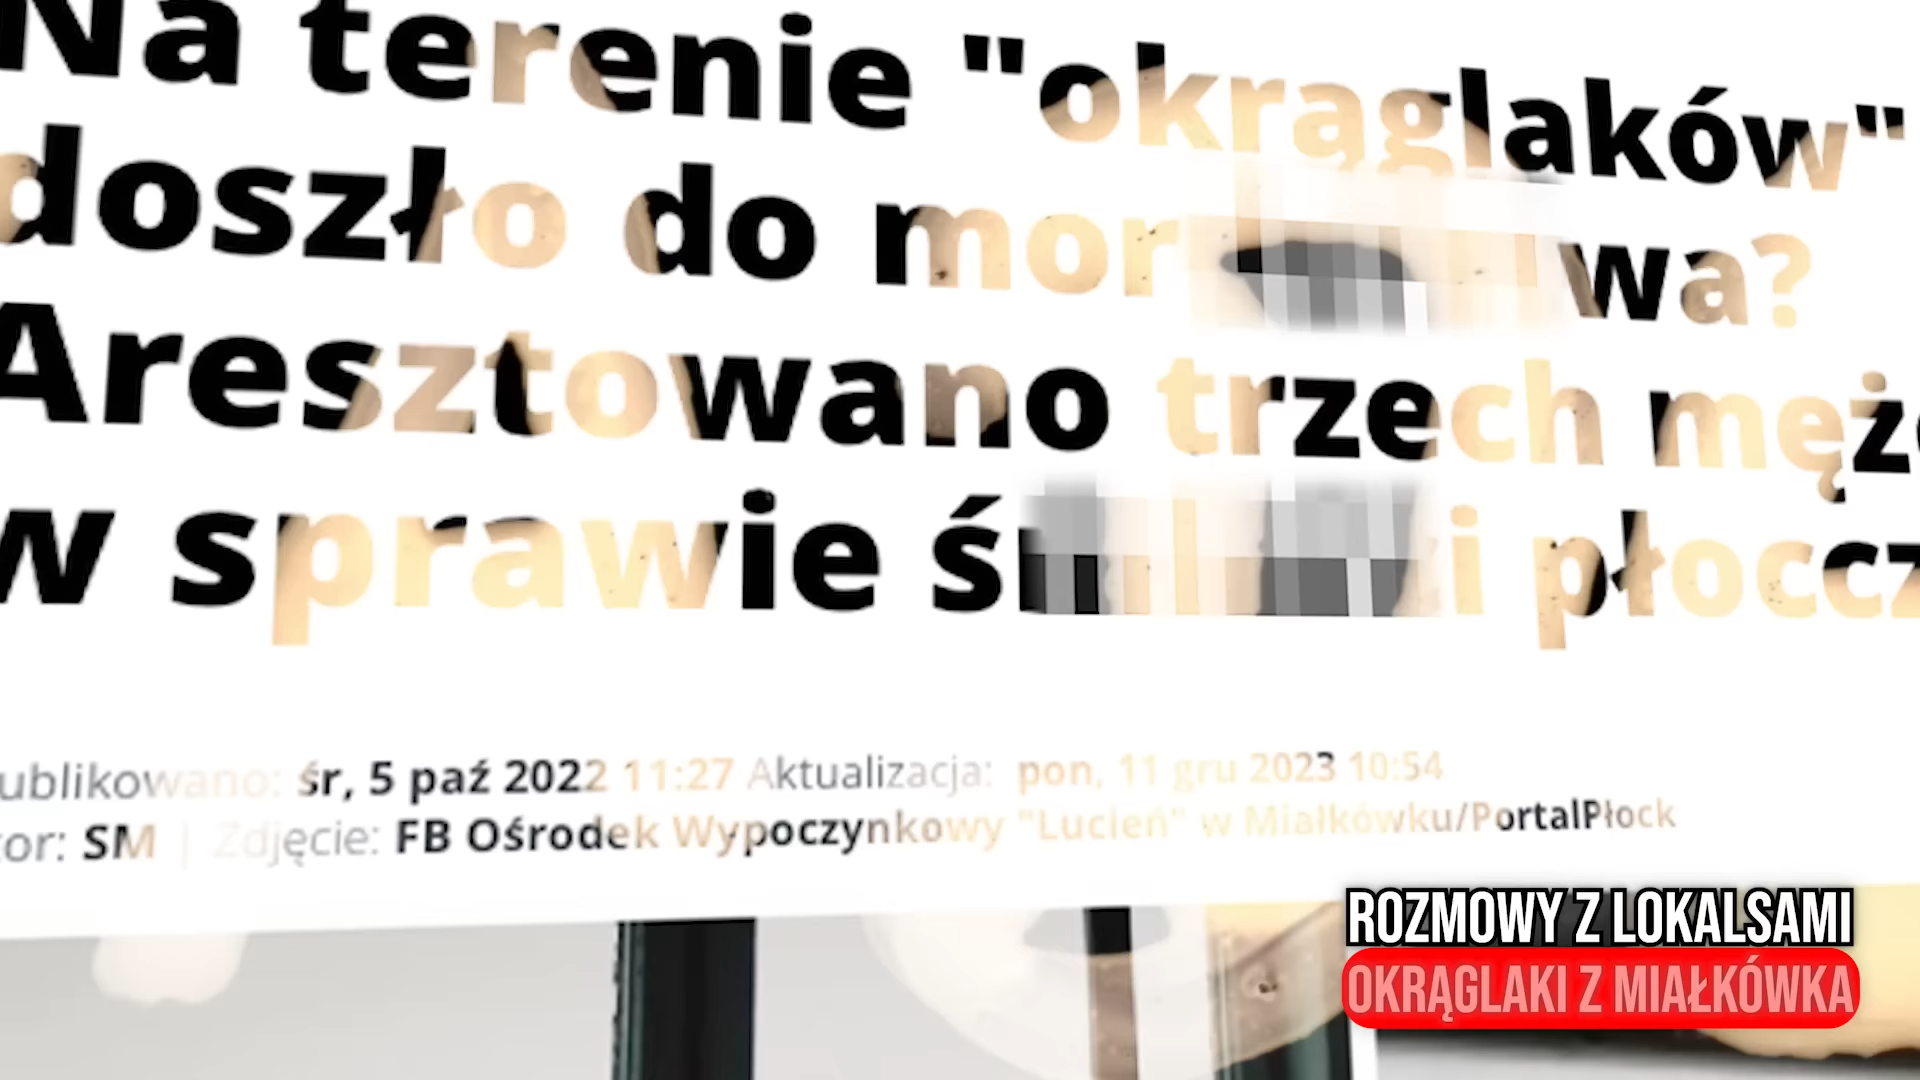 Na terenie "okrąglaków"
doszło do mor wa?
Aresztowano trzech męż
w sprawie ś i płocc
ublikowano: śr, 5 paź 2022 11:27 Aktualizacja: pon, 11 gru 2023 10:54
tor: SM | Zdjęcie: FB Ośrodek Wypoczynkowy "Lucień" w Miałkówku/PortalPłock
ROZMOWY Z LOKALSAMI
OKRĄGLAKI Z MIAŁKÓWKA